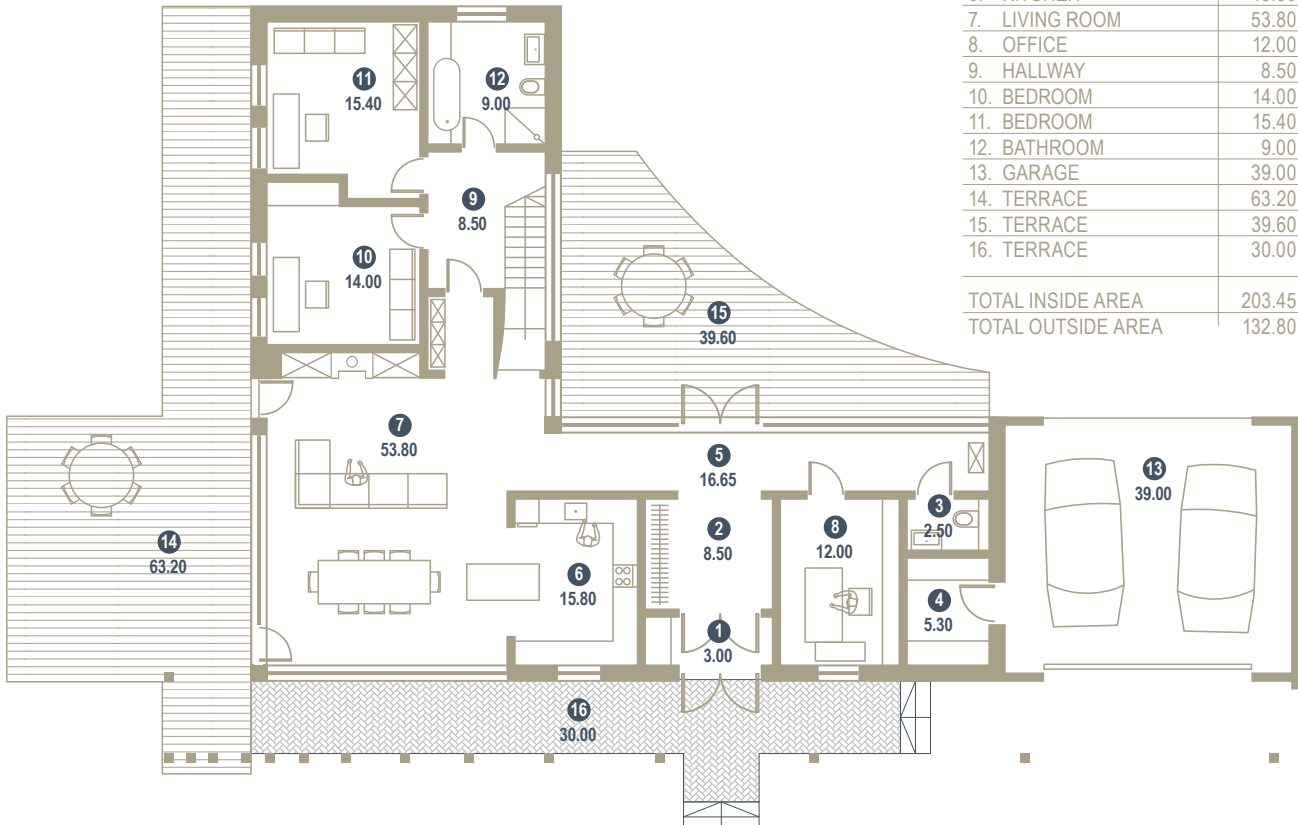 6. KITCHEN 15.80
7. LIVING ROOM 53.80
8. OFFICE 12.00
9. HALLWAY 8.50
10. BEDROOM 14.00
11. BEDROOM 15.40
12. BATHROOM 9.00
13. GARAGE 39.00
14. TERRACE 63.20
15. TERRACE 39.60
16. TERRACE 30.00
TOTAL INSIDE AREA 203.45
TOTAL OUTSIDE AREA 132.80
11
15.40
12
9.00
9
8.50
10
14.00
15
39.60
7
53.80
5
16.65
13
39.00
3
2.50
2
8.50
8
12.00
14
63.20
6
15.80
4
5.30
1
3.00
16
30.00